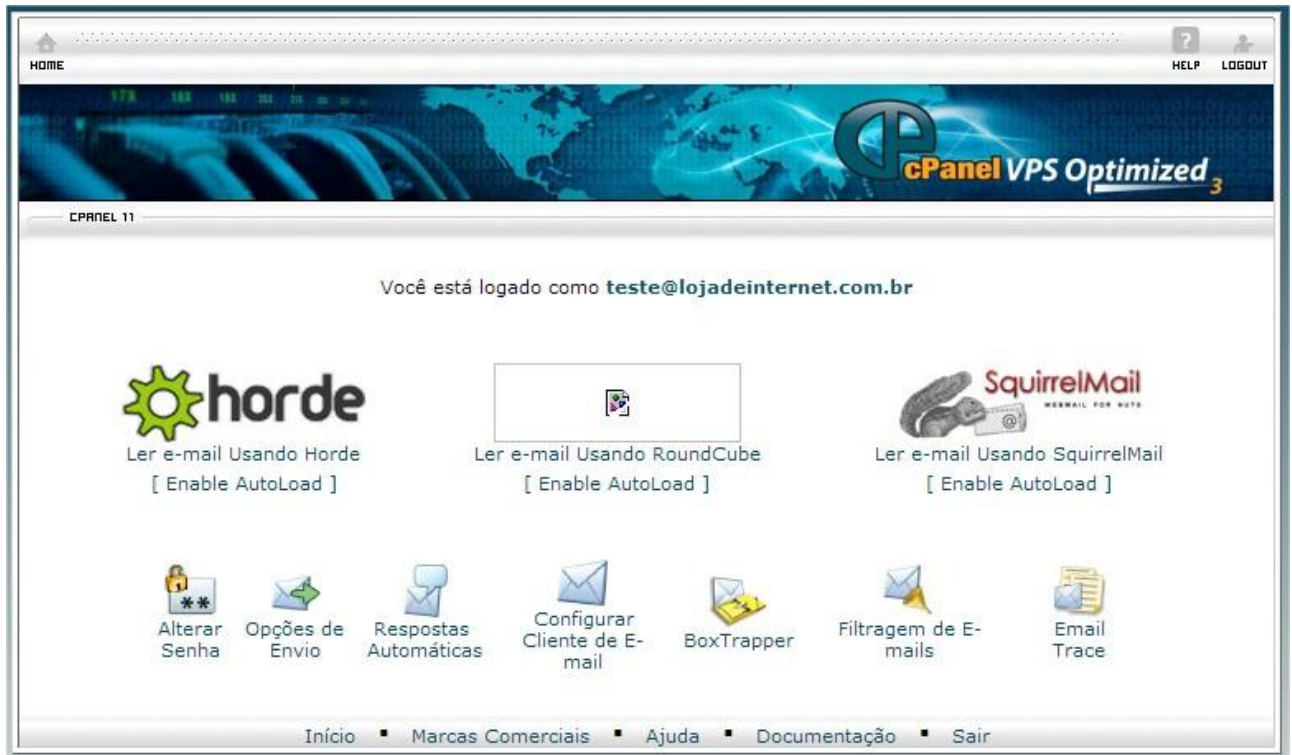 HOME
HELP
LOGOUT
17X 18X 19X
cPanel VPS Optimized 3
CPANEL 11
Você está logado como teste@lojadeinternet.com.br
horde
SquirrelMail
WEBMAIL FOR NUTS
Ler e-mail Usando Horde
[ Enable AutoLoad ]
Ler e-mail Usando RoundCube
[ Enable AutoLoad ]
Ler e-mail Usando SquirrelMail
[ Enable AutoLoad ]
Alterar
Senha
Opções de
Envio
Respostas
Automáticas
Configurar
Cliente de E-
mail
BoxTrapper
Filtragem de E-
mails
Email
Trace
Início ▪ Marcas Comerciais ▪ Ajuda ▪ Documentação ▪ Sair